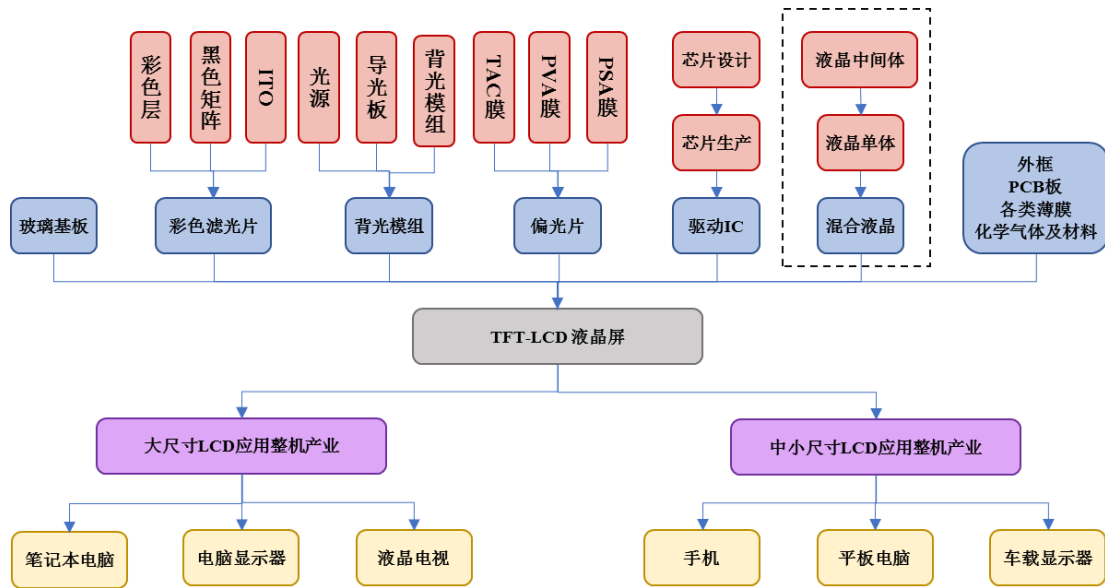 彩色层
黑色矩阵
ITO
光源
导光板
背光模组
TAC膜
PVA膜
PSA膜
芯片设计
液晶中间体
芯片生产
液晶单体
玻璃基板
彩色滤光片
背光模组
偏光片
驱动IC
混合液晶
外框
PCB板
各类薄膜
化学气体及材料
TFT-LCD 液晶屏
大尺寸LCD应用整机产业
中小尺寸LCD应用整机产业
笔记本电脑
电脑显示器
液晶电视
手机
平板电脑
车载显示器